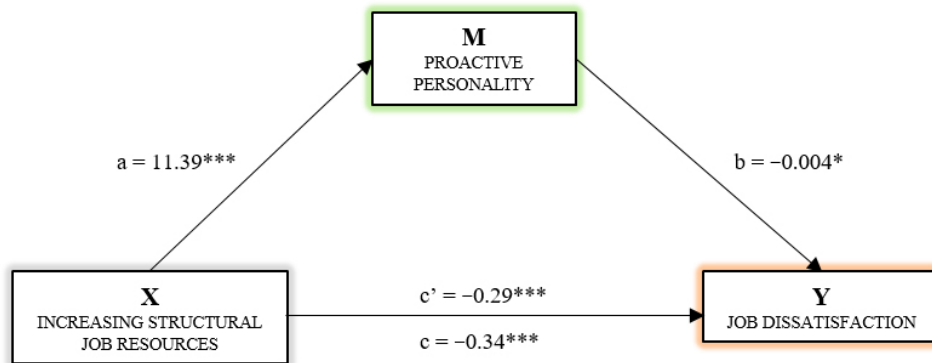 M
PROACTIVE
PERSONALITY
a = 11.39***
b = −0.004*
X
INCREASING STRUCTURAL
JOB RESOURCES
c’ = −0.29***
c = −0.34***
Y
JOB DISSATISFACTION